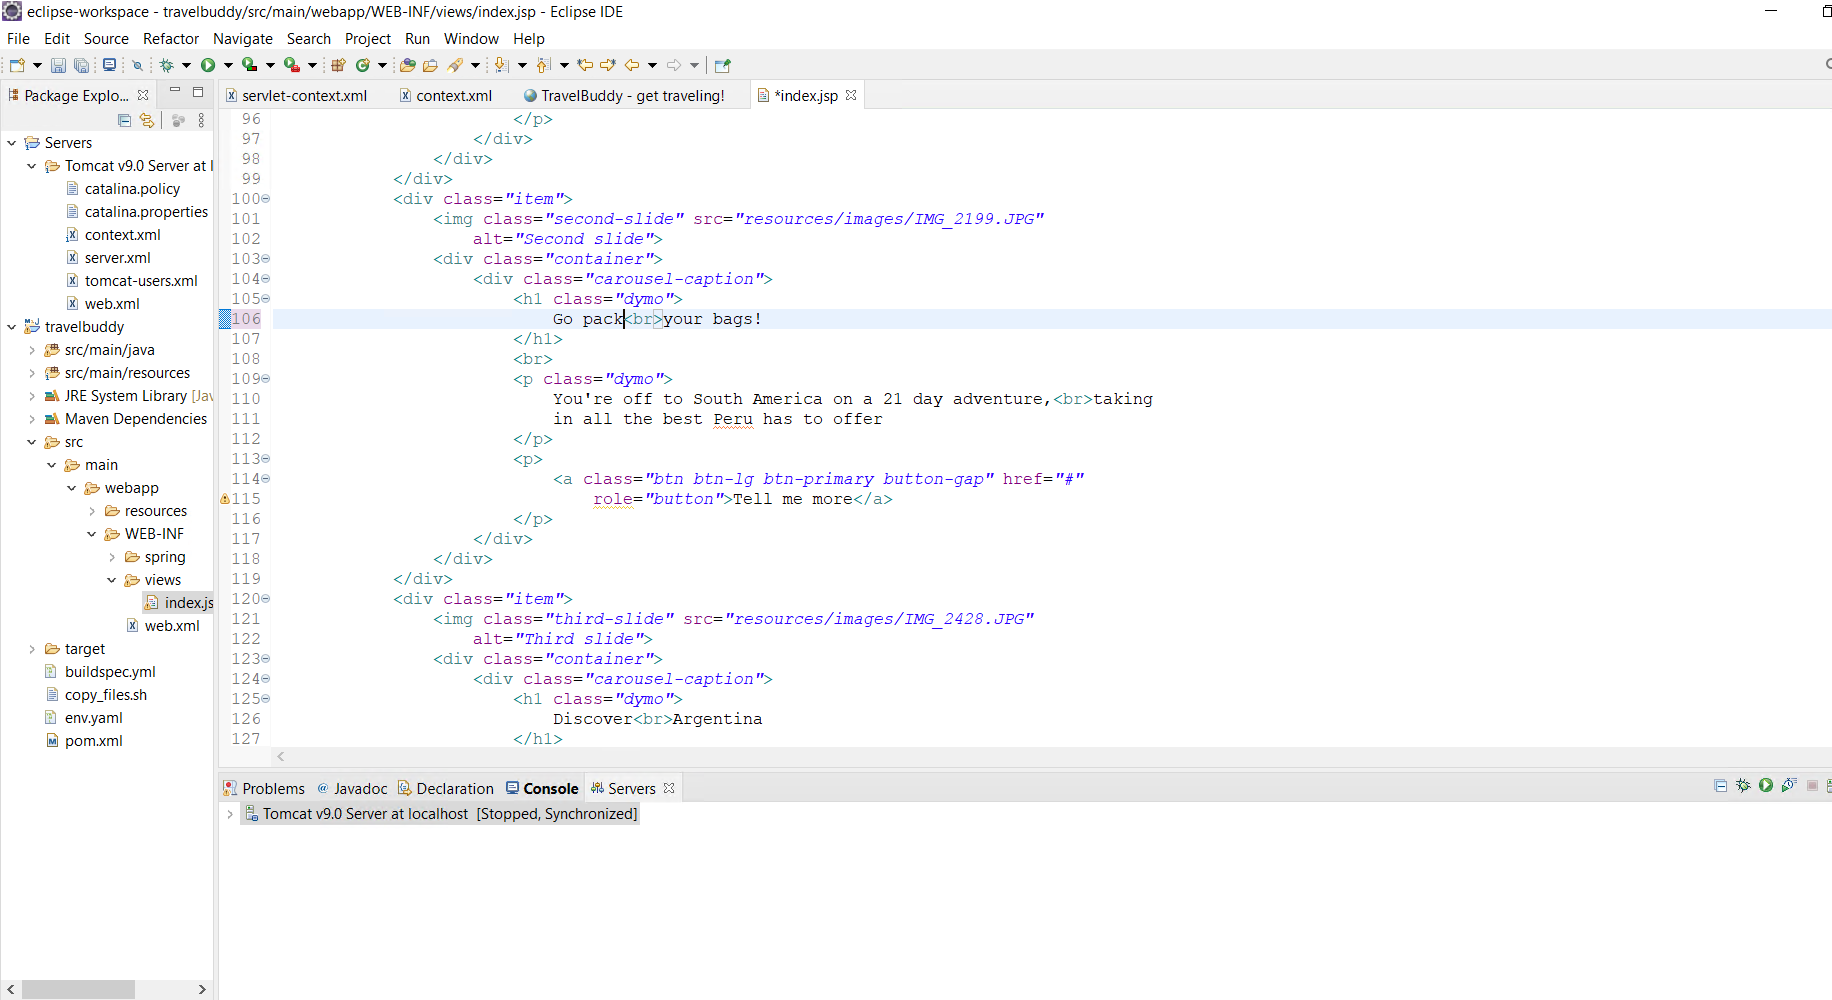 eclipse-workspace - travelbuddy/src/main/webapp/WEB-INF/views/index.jsp - Eclipse IDE
File Edit Source Refactor Navigate Search Project Run Window Help
Package Explo...
servlet-context.xml context.xml TravelBuddy - get traveling! *index.jsp
Servers
Tomcat v9.0 Server at l
catalina.policy
catalina.properties
context.xml
server.xml
tomcat-users.xml
web.xml
travelbuddy
src/main/java
src/main/resources
JRE System Library [Jav
Maven Dependencies
src
main
webapp
resources
WEB-INF
spring
views
index.js
web.xml
target
buildspec.yml
copy_files.sh
env.yaml
pom.xml
96 </p>
97 </div>
98 </div>
99 </div>
100 <div class="item">
101 <img class="second-slide" src="resources/images/IMG_2199.JPG"
102 alt="Second slide">
103 <div class="container">
104 <div class="carousel-caption">
105 <h1 class="dymo">
106 Go pack<br>your bags!
107 </h1>
108 <br>
109 <p class="dymo">
110 You're off to South America on a 21 day adventure,<br>taking
111 in all the best Peru has to offer
112 </p>
113 <p>
114 <a class="btn btn-lg btn-primary button-gap" href="#"
115 role="button">Tell me more</a>
116 </p>
117 </div>
118 </div>
119 </div>
120 <div class="item">
121 <img class="third-slide" src="resources/images/IMG_2428.JPG"
122 alt="Third slide">
123 <div class="container">
124 <div class="carousel-caption">
125 <h1 class="dymo">
126 Discover<br>Argentina
127 </h1>
Problems Javadoc Declaration Console Servers
Tomcat v9.0 Server at localhost [Stopped, Synchronized]